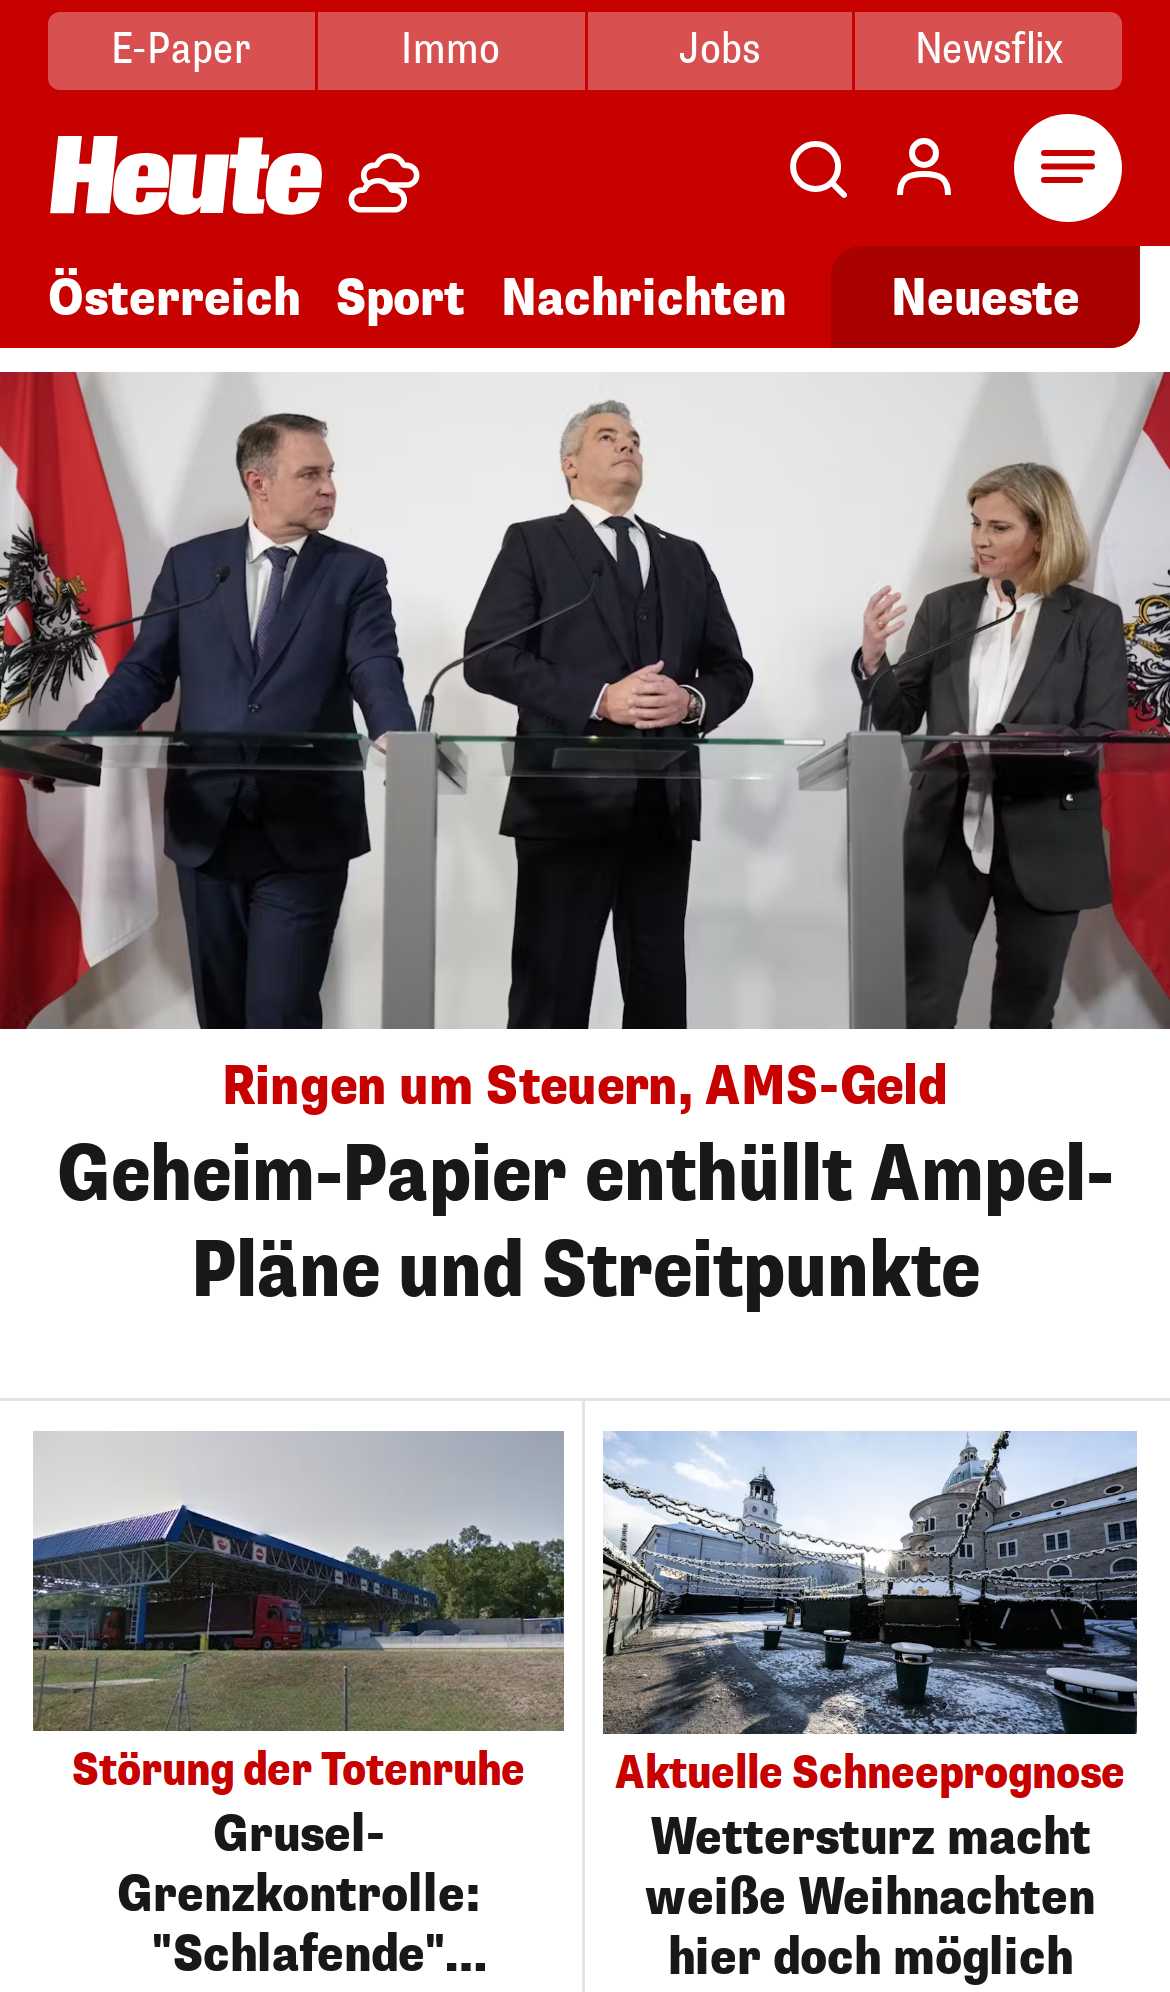 E-Paper Immo Jobs Newsflix
Heute
Österreich Sport Nachrichten Neueste
Ringen um Steuern, AMS-Geld
Geheim-Papier enthüllt Ampel-
Pläne und Streitpunkte
Störung der Totenruhe
Grusel-
Grenzkontrolle:
"Schlafende"...
Aktuelle Schneeprognose
Wettersturz macht
weiße Weihnachten
hier doch möglich